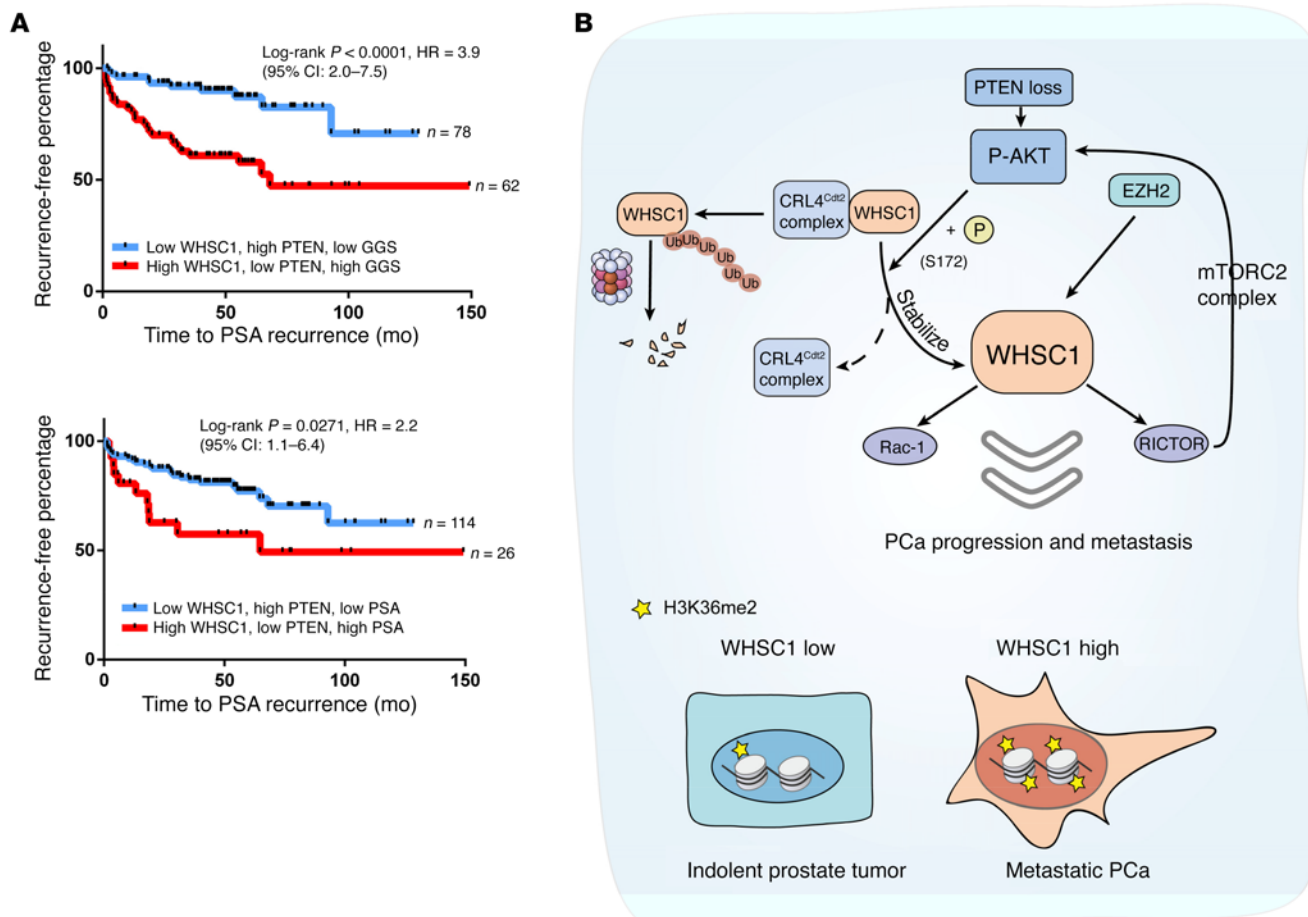 A
Log-rank P < 0.0001, HR = 3.9
(95% CI: 2.0–7.5)
Recurrence-free percentage
100
50
0
n = 78
n = 62
Low WHSC1, high PTEN, low GGS
High WHSC1, low PTEN, high GGS
0
50
100
150
Time to PSA recurrence (mo)
Log-rank P = 0.0271, HR = 2.2
(95% CI: 1.1–6.4)
Recurrence-free percentage
100
50
0
n = 114
n = 26
Low WHSC1, high PTEN, low PSA
High WHSC1, low PTEN, high PSA
0
50
100
150
Time to PSA recurrence (mo)
B
PTEN loss
P-AKT
EZH2
CRL4Cdt2
complex
WHSC1
WHSC1
Ub
Ub
Ub
Ub
Ub
Ub
+ P
(S172)
Stabilize
mTORC2
complex
CRL4Cdt2
complex
WHSC1
Rac-1
RICTOR
PCa progression and metastasis
H3K36me2
WHSC1 low
WHSC1 high
Indolent prostate tumor
Metastatic PCa